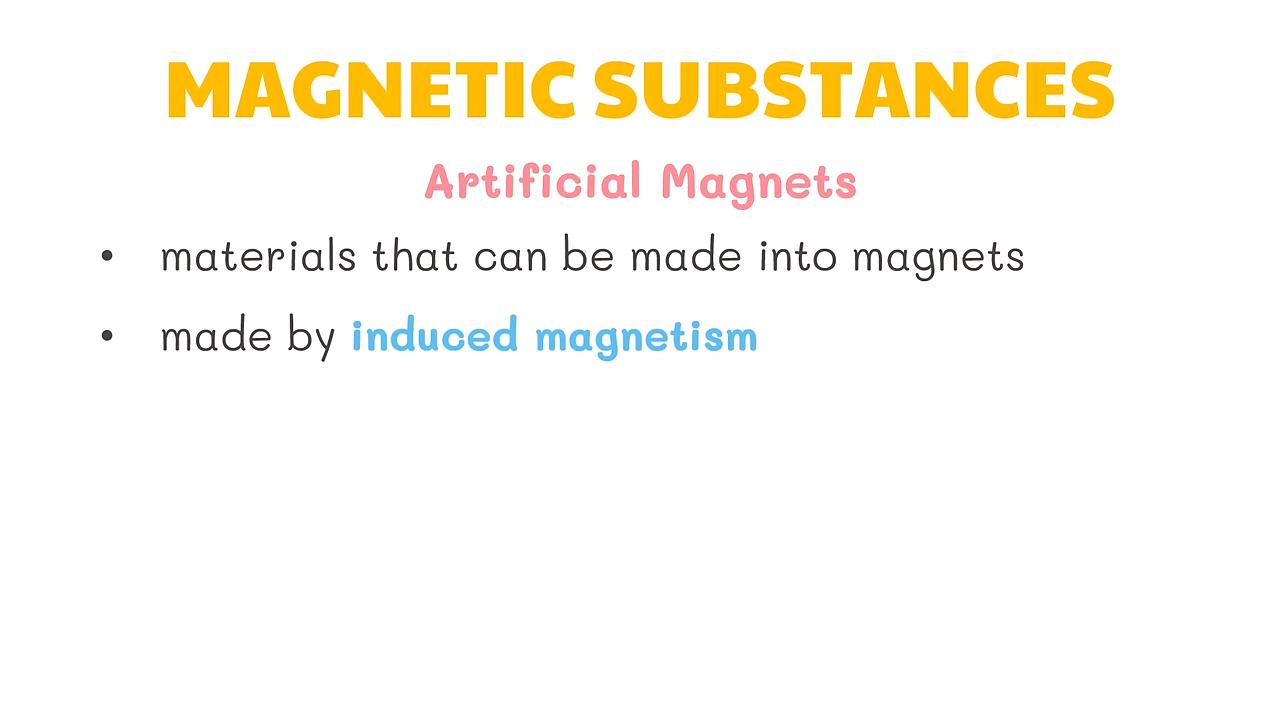 MAGNETIC SUBSTANCES
Artificial Magnets
• materials that can be made into magnets
• made by induced magnetism